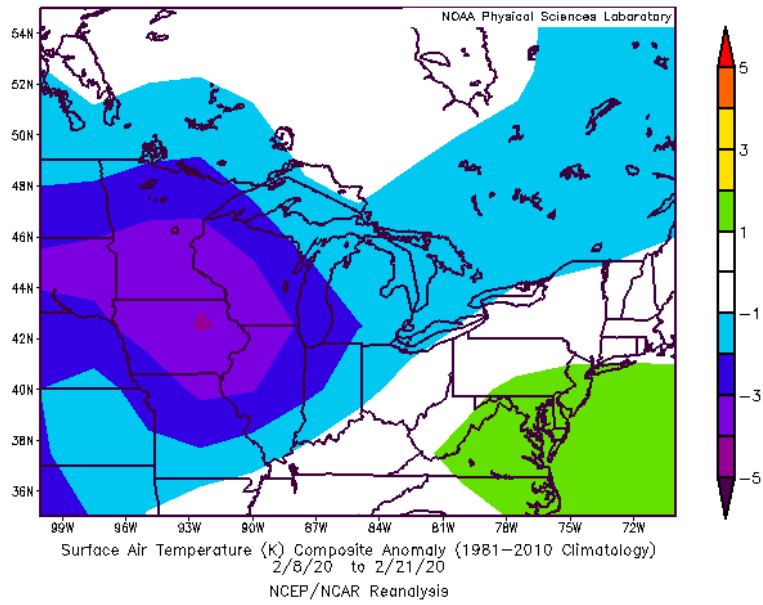 NOAA Physical Sciences Laboratory
54N
52N
50N
48N
46N
44N
42N
40N
38N
36N
5
3
1
−1
−3
−5
99W 96W 93W 90W 87W 84W 81W 78W 75W 72W
Surface Air Temperature (K) Composite Anomaly (1981−2010 Climatology)
2/8/20 to 2/21/20
NCEP/NCAR Reanalysis